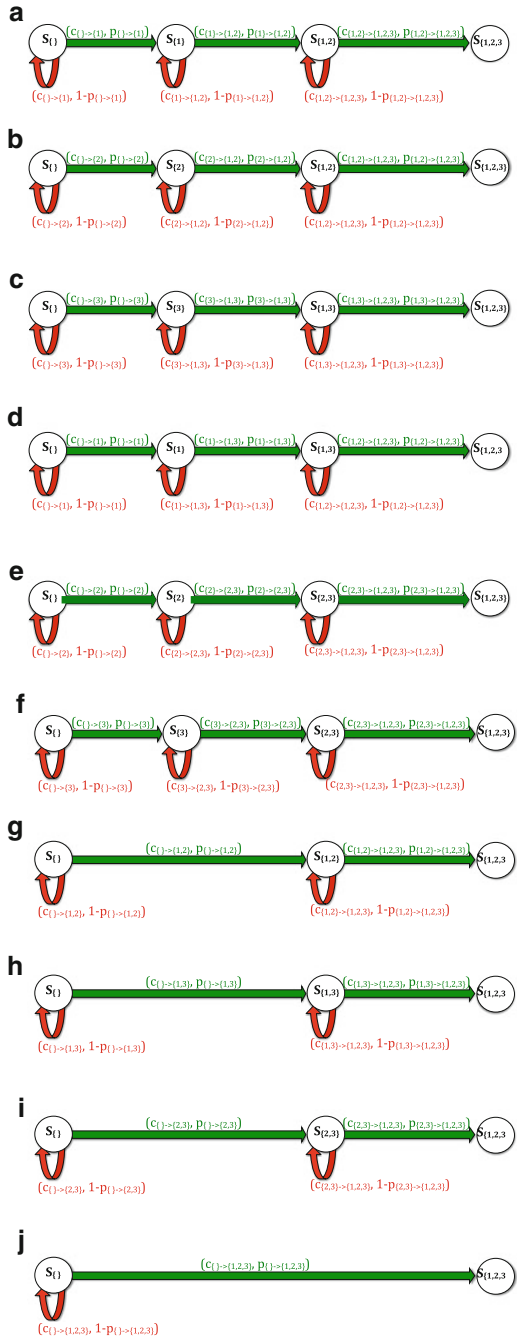 a
S{} (c{ }->{1}, p{ }->{1}) S{1} (c{1}->{1,2}, p{1}->{1,2}) S{1,2} (c{1,2}->{1,2,3}, p{1,2}->{1,2,3}) S{1,2,3
(c{ }->{1}, 1-p{ }->{1}) (c{1}->{1,2}, 1-p{1}->{1,2}) (c{1,2}->{1,2,3}, 1-p{1,2}->{1,2,3})
b
S{} (c{ }->{2}, p{ }->{2}) S{2} (c{2}->{1,2}, p{2}->{1,2}) S{1,2} (c{1,2}->{1,2,3}, p{1,2}->{1,2,3}) S{1,2,3}
(c{ }->{2}, 1-p{ }->{2}) (c{2}->{1,2}, 1-p{2}->{1,2}) (c{1,2}->{1,2,3}, 1-p{1,2}->{1,2,3})
c
S{} (c{ }->{3}, p{ }->{3}) S{3} (c{3}->{1,3}, p{3}->{1,3}) S{1,3} (c{1,3}->{1,2,3}, p{1,3}->{1,2,3}) S{1,2,3}
(c{ }->{3}, 1-p{ }->{3}) (c{3}->{1,3}, 1-p{3}->{1,3}) (c{1,3}->{1,2,3}, 1-p{1,3}->{1,2,3})
d
S{} (c{ }->{1}, p{ }->{1}) S{1} (c{1}->{1,3}, p{1}->{1,3}) S{1,3} (c{1,2}->{1,2,3}, p{1,2}->{1,2,3}) S{1,2,3
(c{ }->{1}, 1-p{ }->{1}) (c{1}->{1,3}, 1-p{1}->{1,3}) (c{1,2}->{1,2,3}, 1-p{1,2}->{1,2,3})
e
S{} (c{ }->{2}, p{ }->{2}) S{2} (c{2}->{2,3}, p{2}->{2,3}) S{2,3} (c{2,3}->{1,2,3}, p{2,3}->{1,2,3}) S{1,2,3}
(c{ }->{2}, 1-p{ }->{2}) (c{2}->{2,3}, 1-p{2}->{2,3}) (c{2,3}->{1,2,3}, 1-p{2,3}->{1,2,3})
f
S{} (c{ }->{3}, p{ }->{3}) S{3} (c{3}->{2,3}, p{3}->{2,3}) S{2,3} (c{2,3}->{1,2,3}, p{2,3}->{1,2,3}) S{1,2,3}
(c{ }->{3}, 1-p{ }->{3}) (c{3}->{2,3}, 1-p{3}->{2,3}) (c{2,3}->{1,2,3}, 1-p{2,3}->{1,2,3})
g
S{} (c{ }->{1,2}, p{ }->{1,2}) S{1,2} (c{1,2}->{1,2,3}, p{1,2}->{1,2,3}) S{1,2,3
(c{ }->{1,2}, 1-p{ }->{1,2}) (c{1,2}->{1,2,3}, 1-p{1,2}->{1,2,3})
h
S{} (c{ }->{1,3}, p{ }->{1,3}) S{1,3} (c{1,3}->{1,2,3}, p{1,3}->{1,2,3}) S{1,2,3
(c{ }->{1,3}, 1-p{ }->{1,3}) (c{1,3}->{1,2,3}, 1-p{1,3}->{1,2,3})
i
S{} (c{ }->{2,3}, p{ }->{2,3}) S{2,3} (c{2,3}->{1,2,3}, p{2,3}->{1,2,3}) S{1,2,3
(c{ }->{2,3}, 1-p{ }->{2,3}) (c{2,3}->{1,2,3}, 1-p{2,3}->{1,2,3})
j
S{} (c{ }->{1,2,3}, p{ }->{1,2,3}) S{1,2,3
(c{ }->{1,2,3}, 1-p{ }->{1,2,3})